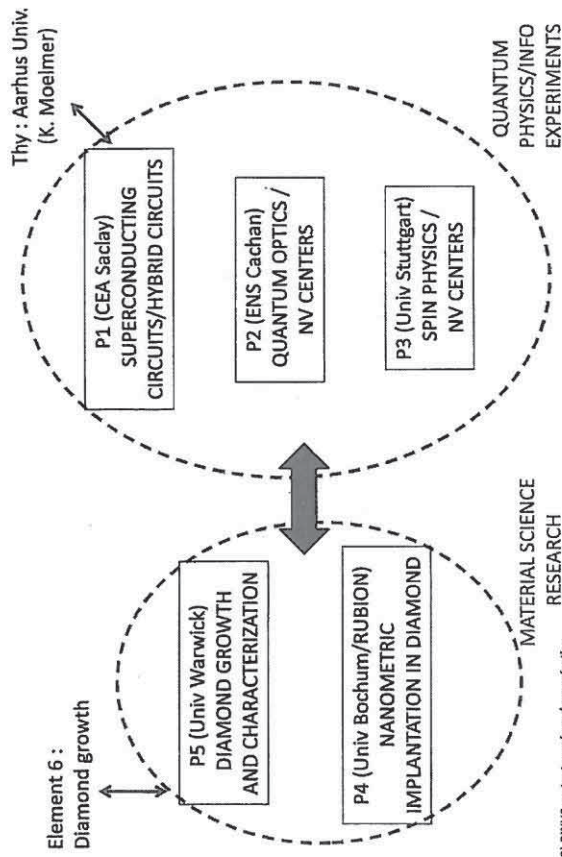 Element 6 :
Diamond growth
P5 (Univ Warwick)
DIAMOND GROWTH
AND CHARACTERIZATION
P4 (Univ Bochum/RUBION)
NANOMETRIC
IMPLANTATION IN DIAMOND
MATERIAL SCIENCE
RESEARCH
Thy : Aarhus Univ.
(K. Moelmer)
P1 (CEA Saclay)
SUPERCONDUCTING
CIRCUITS/HYBRID CIRCUITS
P2 (ENS Cachan)
QUANTUM OPTICS /
NV CENTERS
P3 (Univ Stuttgart)
SPIN PHYSICS /
NV CENTERS
QUANTUM
PHYSICS/INFO
EXPERIMENTS